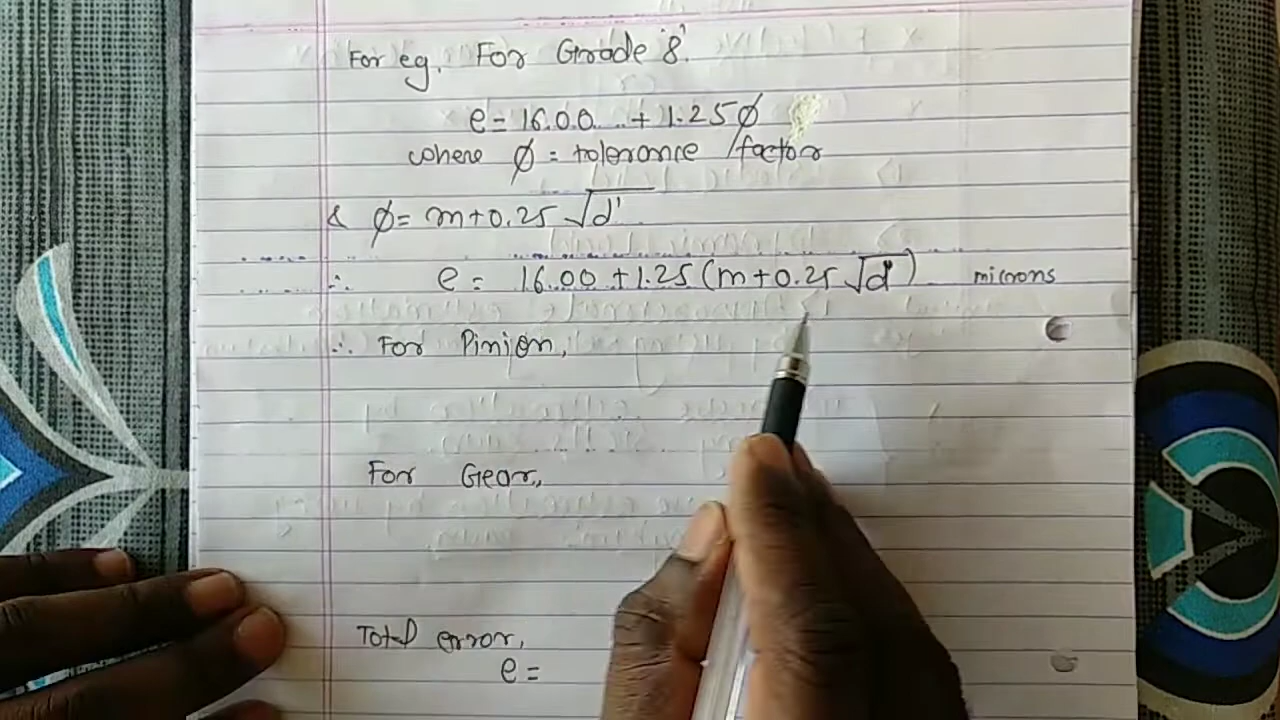 For eg. For Grade '8'.
e = 16.00 + 1.25 ϕ
where ϕ = tolerance factor
& ϕ = m + 0.25 √d'
∴ e = 16.00 + 1.25 (m + 0.25 √d') microns
∴ For Pinion,
For Gear,
Total error,
e =